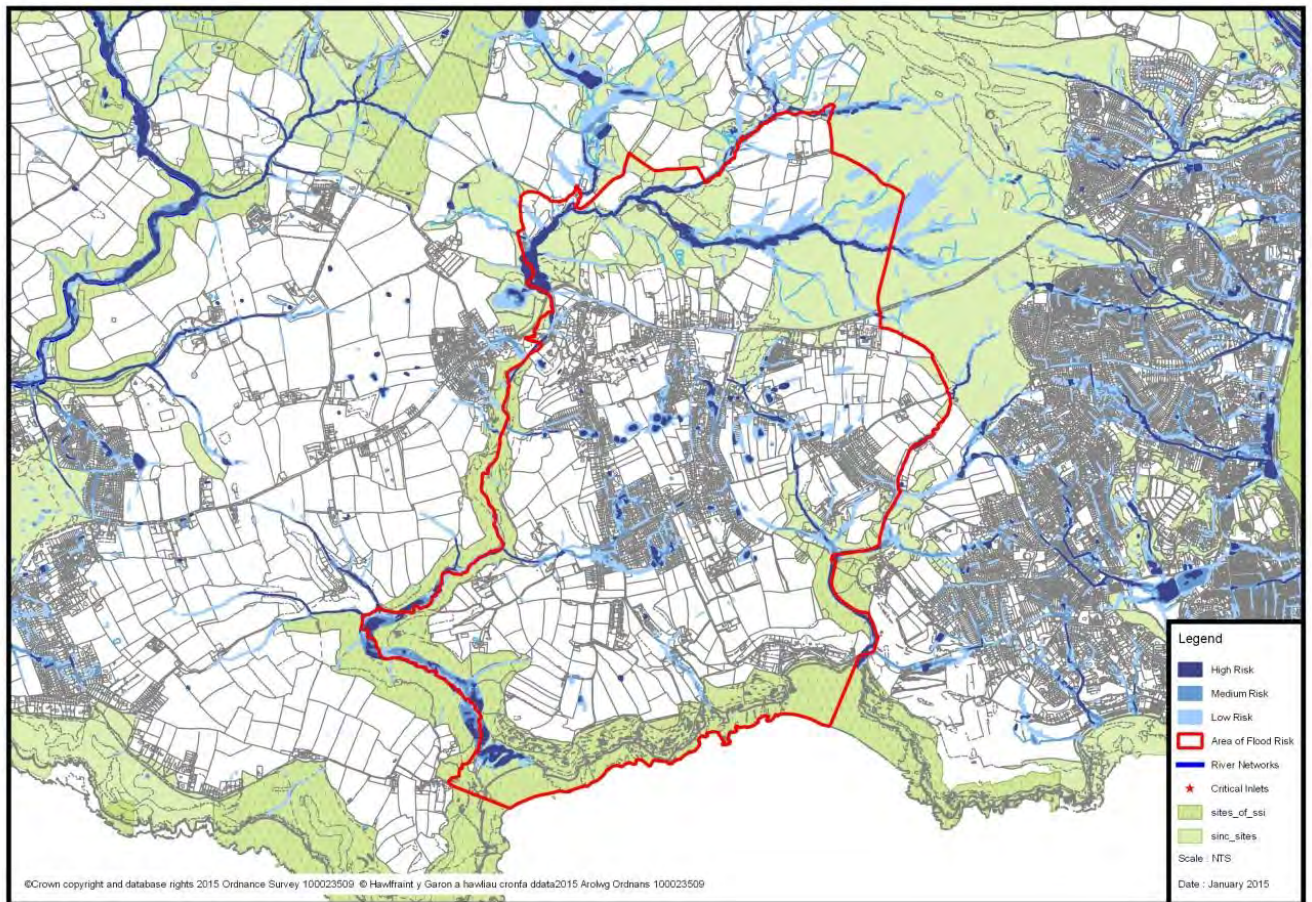 Legend
High Risk
Medium Risk
Low Risk
Area of Flood Risk
River Networks
Critical Inlets
sites_of_ssi
sinc_sites
Scale : NTS
Date : January 2015
©Crown copyright and database rights 2015 Ordnance Survey 100023509 © Hawlfraint y Goron a hawliau cronfa ddata2015 Arolwg Ordnans 100023509